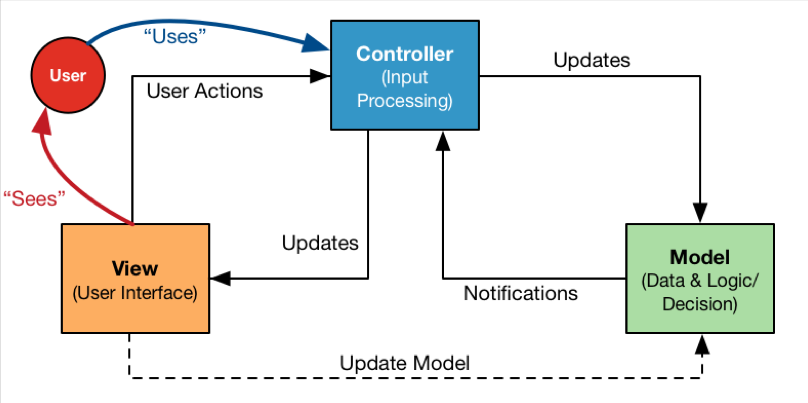 “Uses”
Controller
(Input
Processing)
Updates
User
User Actions
“Sees”
Updates
View
(User Interface)
Model
(Data & Logic/
Decision)
Notifications
Update Model